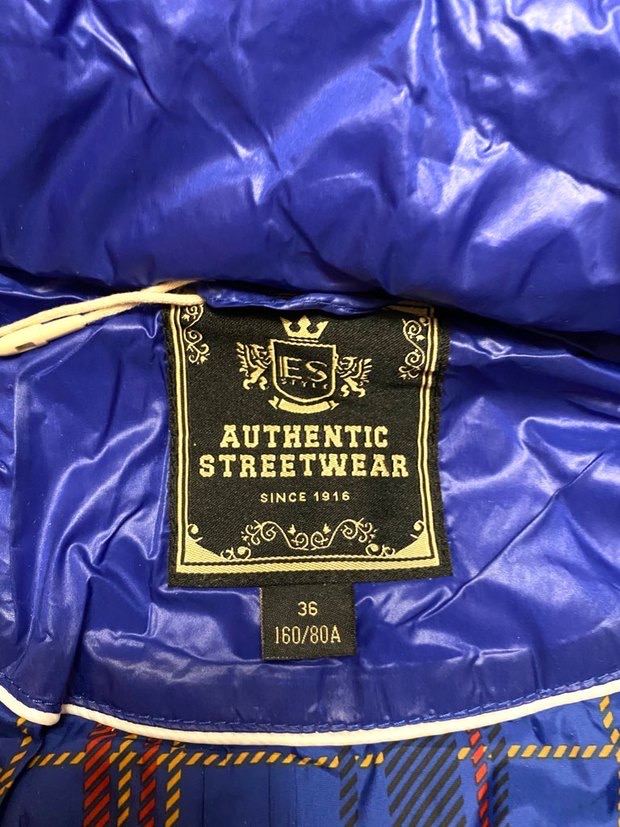 ES
STYLE
AUTHENTIC
STREETWEAR
SINCE 1916
36
160/80A